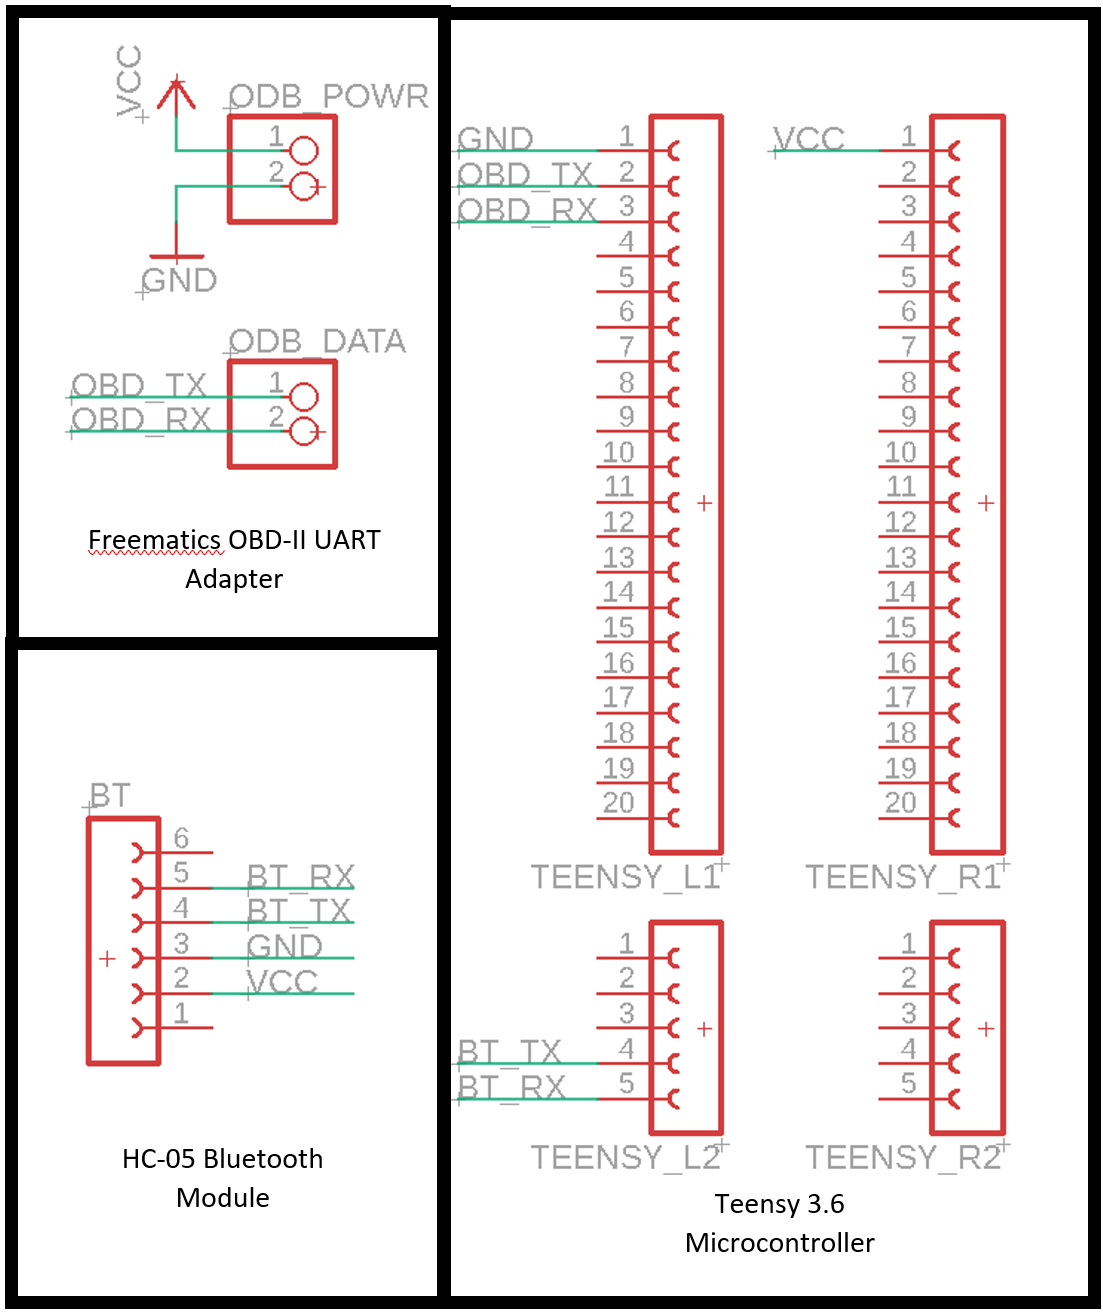 VCC
ODB_POWR
1
2
GND
ODB_DATA
OBD_TX 1
OBD_RX 2
Freematics OBD-II UART
Adapter
BT
6
5 BT_RX
4 BT_TX
3 GND
2 VCC
1
HC-05 Bluetooth
Module
GND 1
OBD_TX 2
OBD_RX 3
4
5
6
7
8
9
10
11
12
13
14
15
16
17
18
19
20
TEENSY_L1
VCC 1
2
3
4
5
6
7
8
9
10
11
12
13
14
15
16
17
18
19
20
TEENSY_R1
1
2
3
BT_TX 4
BT_RX 5
TEENSY_L2
1
2
3
4
5
TEENSY_R2
Teensy 3.6
Microcontroller